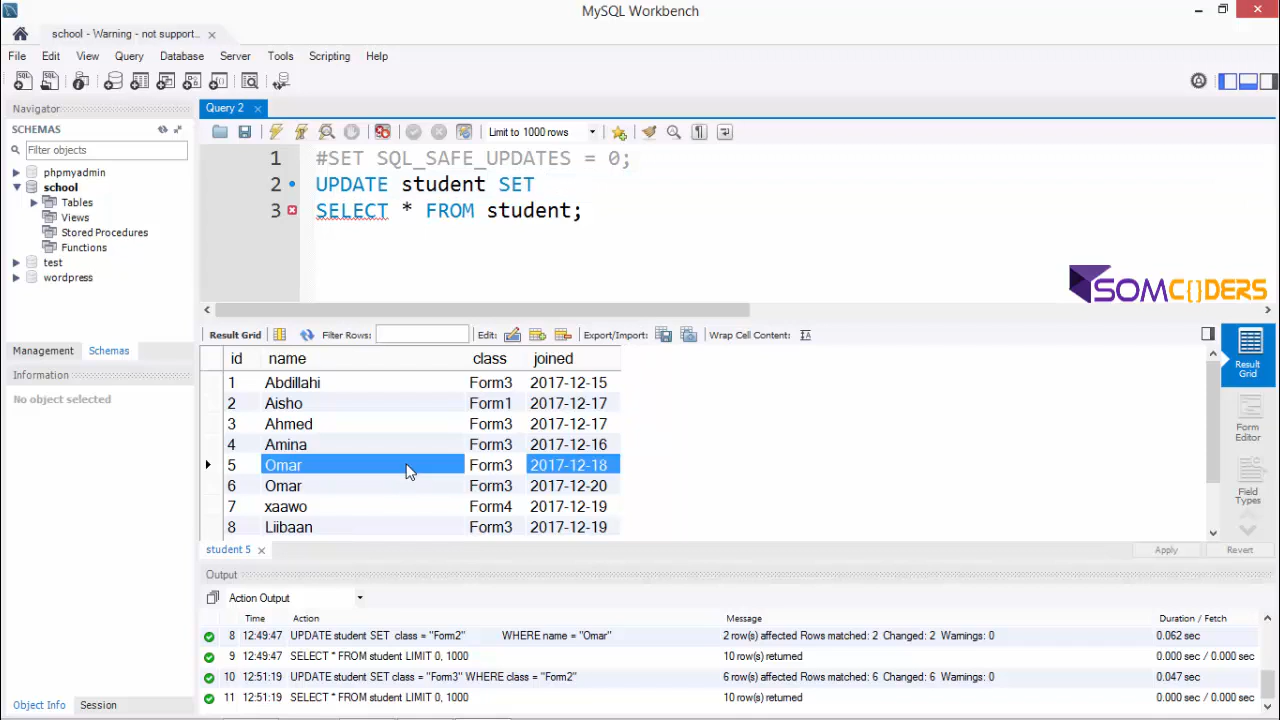 MySQL Workbench
school - Warning - not support... ×
File Edit View Query Database Server Tools Scripting Help
Navigator
SCHEMAS
Filter objects
phpmyadmin
school
Tables
Views
Stored Procedures
Functions
test
wordpress
Management Schemas
Information
No object selected
Object Info Session
Query 2 ×
Limit to 1000 rows
1 #SET SQL_SAFE_UPDATES = 0;
2 UPDATE student SET
3 SELECT * FROM student;
SOMC{}DERS
Result Grid Filter Rows: Edit: Export/Import: Wrap Cell Content:
id name class joined
1 Abdillahi Form3 2017-12-15
2 Aisho Form1 2017-12-17
3 Ahmed Form3 2017-12-17
4 Amina Form3 2017-12-16
5 Omar Form3 2017-12-18
6 Omar Form3 2017-12-20
7 xaawo Form4 2017-12-19
8 Liibaan Form3 2017-12-19
Result
Grid
Form
Editor
Field
Types
student 5 × Apply Revert
Output
Action Output
Time Action Message Duration / Fetch
8 12:49:47 UPDATE student SET class = "Form2" WHERE name = "Omar" 2 row(s) affected Rows matched: 2 Changed: 2 Warnings: 0 0.062 sec
9 12:49:47 SELECT * FROM student LIMIT 0, 1000 10 row(s) returned 0.000 sec / 0.000 sec
10 12:51:19 UPDATE student SET class = "Form3" WHERE class = "Form2" 6 row(s) affected Rows matched: 6 Changed: 6 Warnings: 0 0.047 sec
11 12:51:19 SELECT * FROM student LIMIT 0, 1000 10 row(s) returned 0.000 sec / 0.000 sec